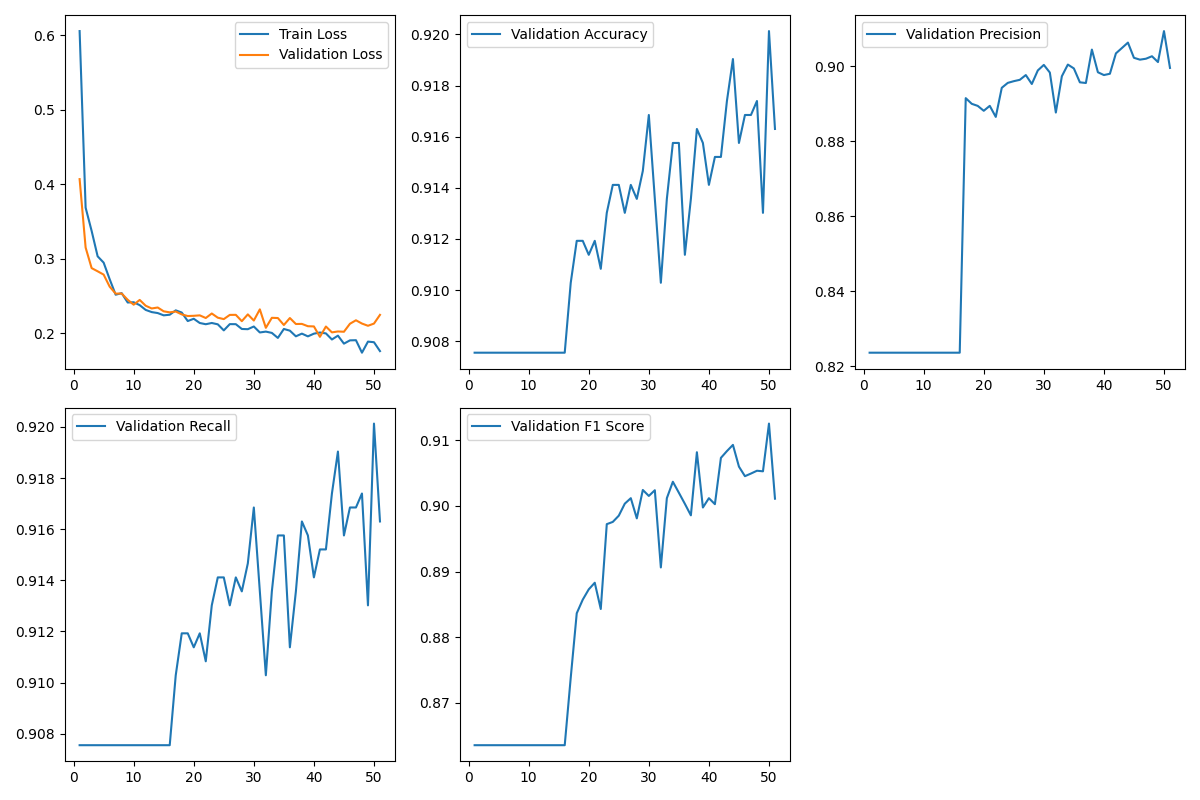 Train Loss
Validation Loss
0.6
0.5
0.4
0.3
0.2
0 10 20 30 40 50
Validation Accuracy
0.920
0.918
0.916
0.914
0.912
0.910
0.908
0 10 20 30 40 50
Validation Precision
0.90
0.88
0.86
0.84
0.82
0 10 20 30 40 50
Validation Recall
0.920
0.918
0.916
0.914
0.912
0.910
0.908
0 10 20 30 40 50
Validation F1 Score
0.91
0.90
0.89
0.88
0.87
0 10 20 30 40 50